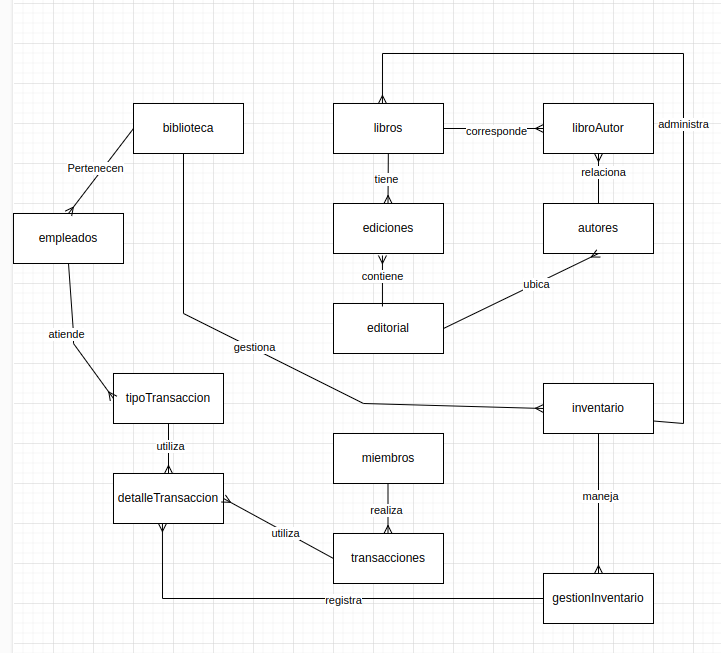 biblioteca
libros
corresponde
libroAutor
administra
Pertenecen
tiene
relaciona
empleados
ediciones
autores
contiene
ubica
atiende
editorial
gestiona
tipoTransaccion
inventario
utiliza
miembros
detalleTransaccion
maneja
realiza
utiliza
transacciones
registra
gestionInventario